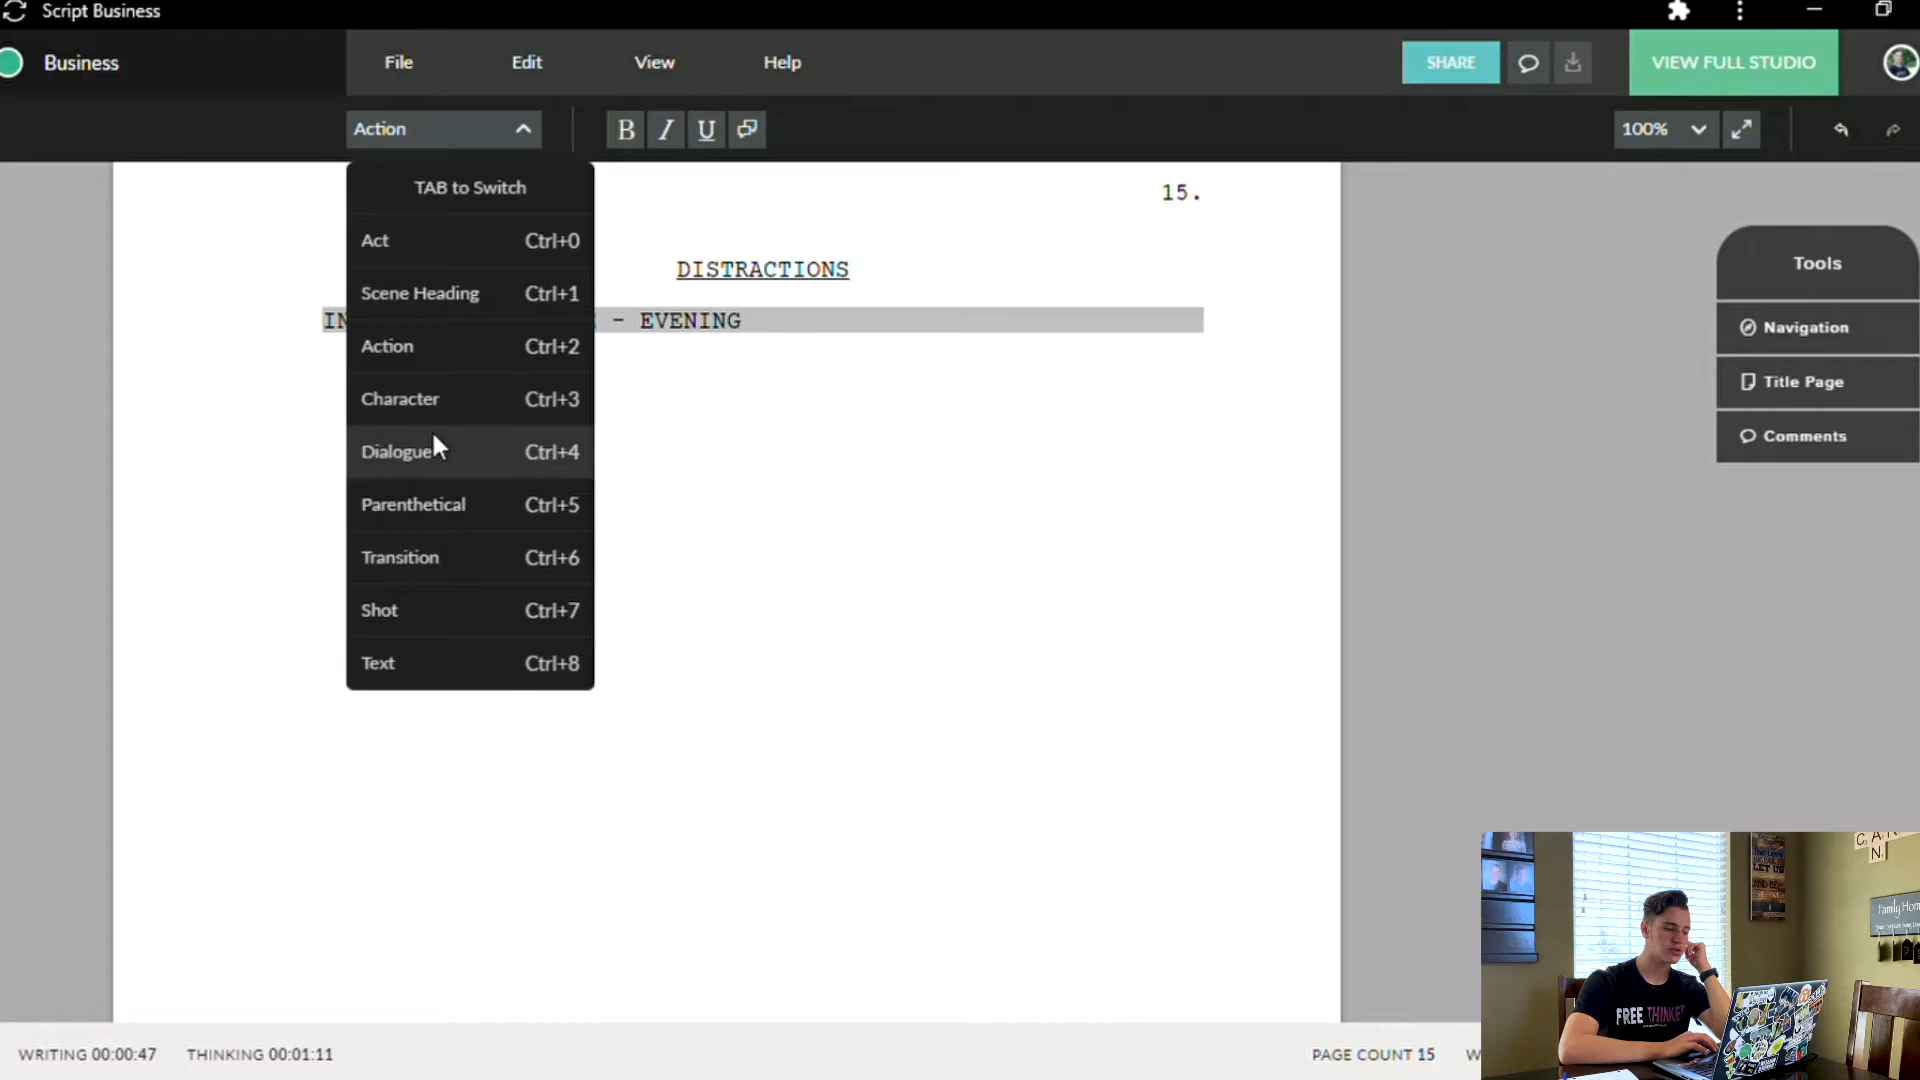 Script Business
Business
File Edit View Help
SHARE
VIEW FULL STUDIO
Action
B I U
100%
TAB to Switch
Act Ctrl+0
Scene Heading Ctrl+1
Action Ctrl+2
Character Ctrl+3
Dialogue Ctrl+4
Parenthetical Ctrl+5
Transition Ctrl+6
Shot Ctrl+7
Text Ctrl+8
15.
DISTRACTIONS
- EVENING
Tools
Navigation
Title Page
Comments
LET US
Family
FREE THINKER
WRITING 00:00:47 THINKING 00:01:11
PAGE COUNT 15